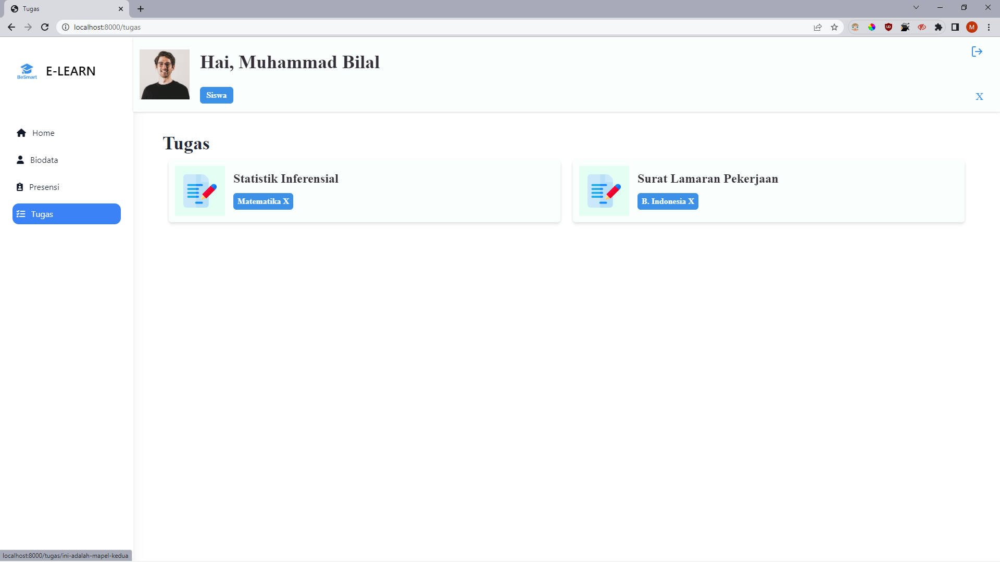 Tugas
localhost:8000/tugas
M
BeSmart
E-LEARN
Home
Biodata
Presensi
Tugas
Hai, Muhammad Bilal
Siswa
X
Tugas
Statistik Inferensial
Matematika X
Surat Lamaran Pekerjaan
B. Indonesia X
localhost:8000/tugas/ini-adalah-mapel-kedua